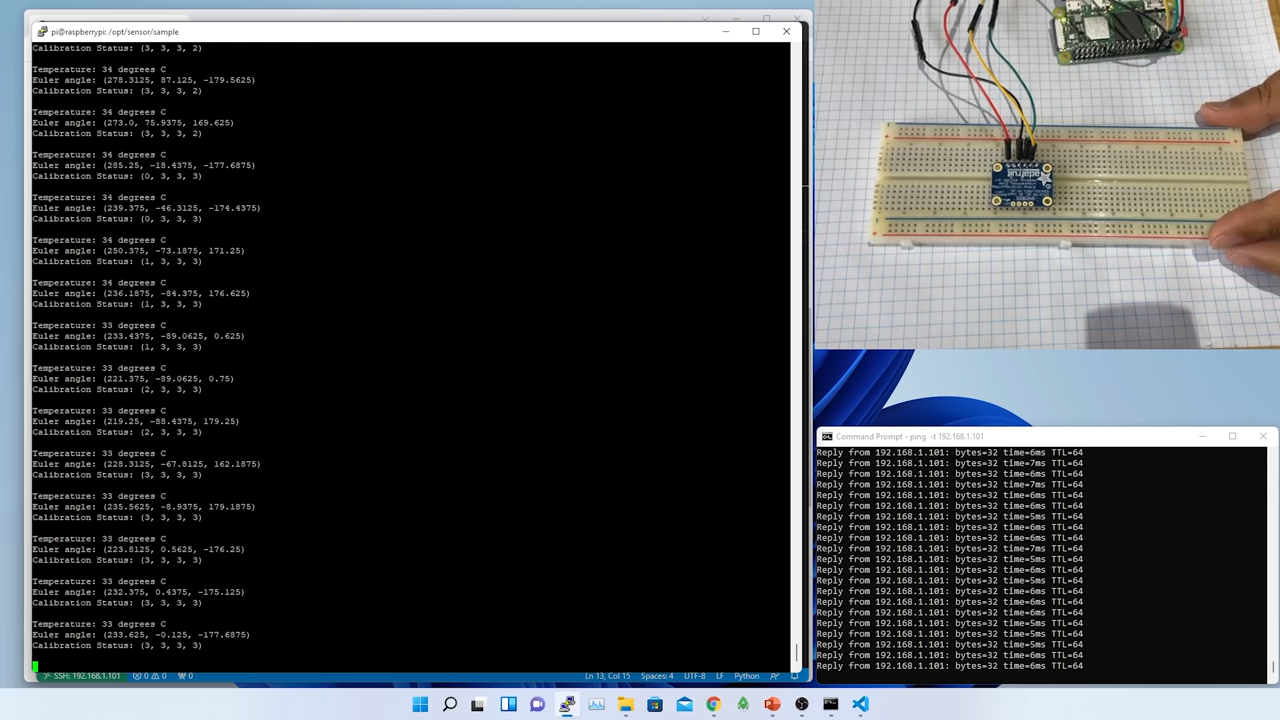 pi@raspberrypi: /opt/sensor/sample
Calibration Status: (3, 3, 3, 2)
Temperature: 34 degrees C
Euler angle: (278.3125, 87.125, -179.5625)
Calibration Status: (3, 3, 3, 2)
Temperature: 34 degrees C
Euler angle: (273.0, 75.9375, 169.625)
Calibration Status: (3, 3, 3, 2)
Temperature: 34 degrees C
Euler angle: (285.25, -18.4375, -177.6875)
Calibration Status: (0, 3, 3, 3)
Temperature: 34 degrees C
Euler angle: (239.375, -46.3125, -174.4375)
Calibration Status: (0, 3, 3, 3)
Temperature: 34 degrees C
Euler angle: (250.375, -73.1875, 171.25)
Calibration Status: (1, 3, 3, 3)
Temperature: 34 degrees C
Euler angle: (236.1875, -84.375, 176.625)
Calibration Status: (1, 3, 3, 3)
Temperature: 33 degrees C
Euler angle: (233.4375, -89.0625, 0.625)
Calibration Status: (1, 3, 3, 3)
Temperature: 33 degrees C
Euler angle: (221.375, -89.0625, 0.75)
Calibration Status: (2, 3, 3, 3)
Temperature: 33 degrees C
Euler angle: (219.25, -88.4375, 179.25)
Calibration Status: (2, 3, 3, 3)
Temperature: 33 degrees C
Euler angle: (228.3125, -67.8125, 162.1875)
Calibration Status: (3, 3, 3, 3)
Temperature: 33 degrees C
Euler angle: (235.5625, -8.9375, 179.1875)
Calibration Status: (3, 3, 3, 3)
Temperature: 33 degrees C
Euler angle: (223.8125, 0.5625, -176.25)
Calibration Status: (3, 3, 3, 3)
Temperature: 33 degrees C
Euler angle: (232.375, 0.4375, -175.125)
Calibration Status: (3, 3, 3, 3)
Temperature: 33 degrees C
Euler angle: (233.625, -0.125, -177.6875)
Calibration Status: (3, 3, 3, 3)
SSH: 192.168.1.101 0 0 0 Ln 13, Col 15 Spaces: 4 UTF-8 LF Python
adafruit
Command Prompt - ping -t 192.168.1.101
Reply from 192.168.1.101: bytes=32 time=6ms TTL=64
Reply from 192.168.1.101: bytes=32 time=7ms TTL=64
Reply from 192.168.1.101: bytes=32 time=6ms TTL=64
Reply from 192.168.1.101: bytes=32 time=7ms TTL=64
Reply from 192.168.1.101: bytes=32 time=6ms TTL=64
Reply from 192.168.1.101: bytes=32 time=6ms TTL=64
Reply from 192.168.1.101: bytes=32 time=5ms TTL=64
Reply from 192.168.1.101: bytes=32 time=6ms TTL=64
Reply from 192.168.1.101: bytes=32 time=6ms TTL=64
Reply from 192.168.1.101: bytes=32 time=7ms TTL=64
Reply from 192.168.1.101: bytes=32 time=5ms TTL=64
Reply from 192.168.1.101: bytes=32 time=6ms TTL=64
Reply from 192.168.1.101: bytes=32 time=5ms TTL=64
Reply from 192.168.1.101: bytes=32 time=6ms TTL=64
Reply from 192.168.1.101: bytes=32 time=6ms TTL=64
Reply from 192.168.1.101: bytes=32 time=6ms TTL=64
Reply from 192.168.1.101: bytes=32 time=5ms TTL=64
Reply from 192.168.1.101: bytes=32 time=5ms TTL=64
Reply from 192.168.1.101: bytes=32 time=5ms TTL=64
Reply from 192.168.1.101: bytes=32 time=6ms TTL=64
Reply from 192.168.1.101: bytes=32 time=6ms TTL=64